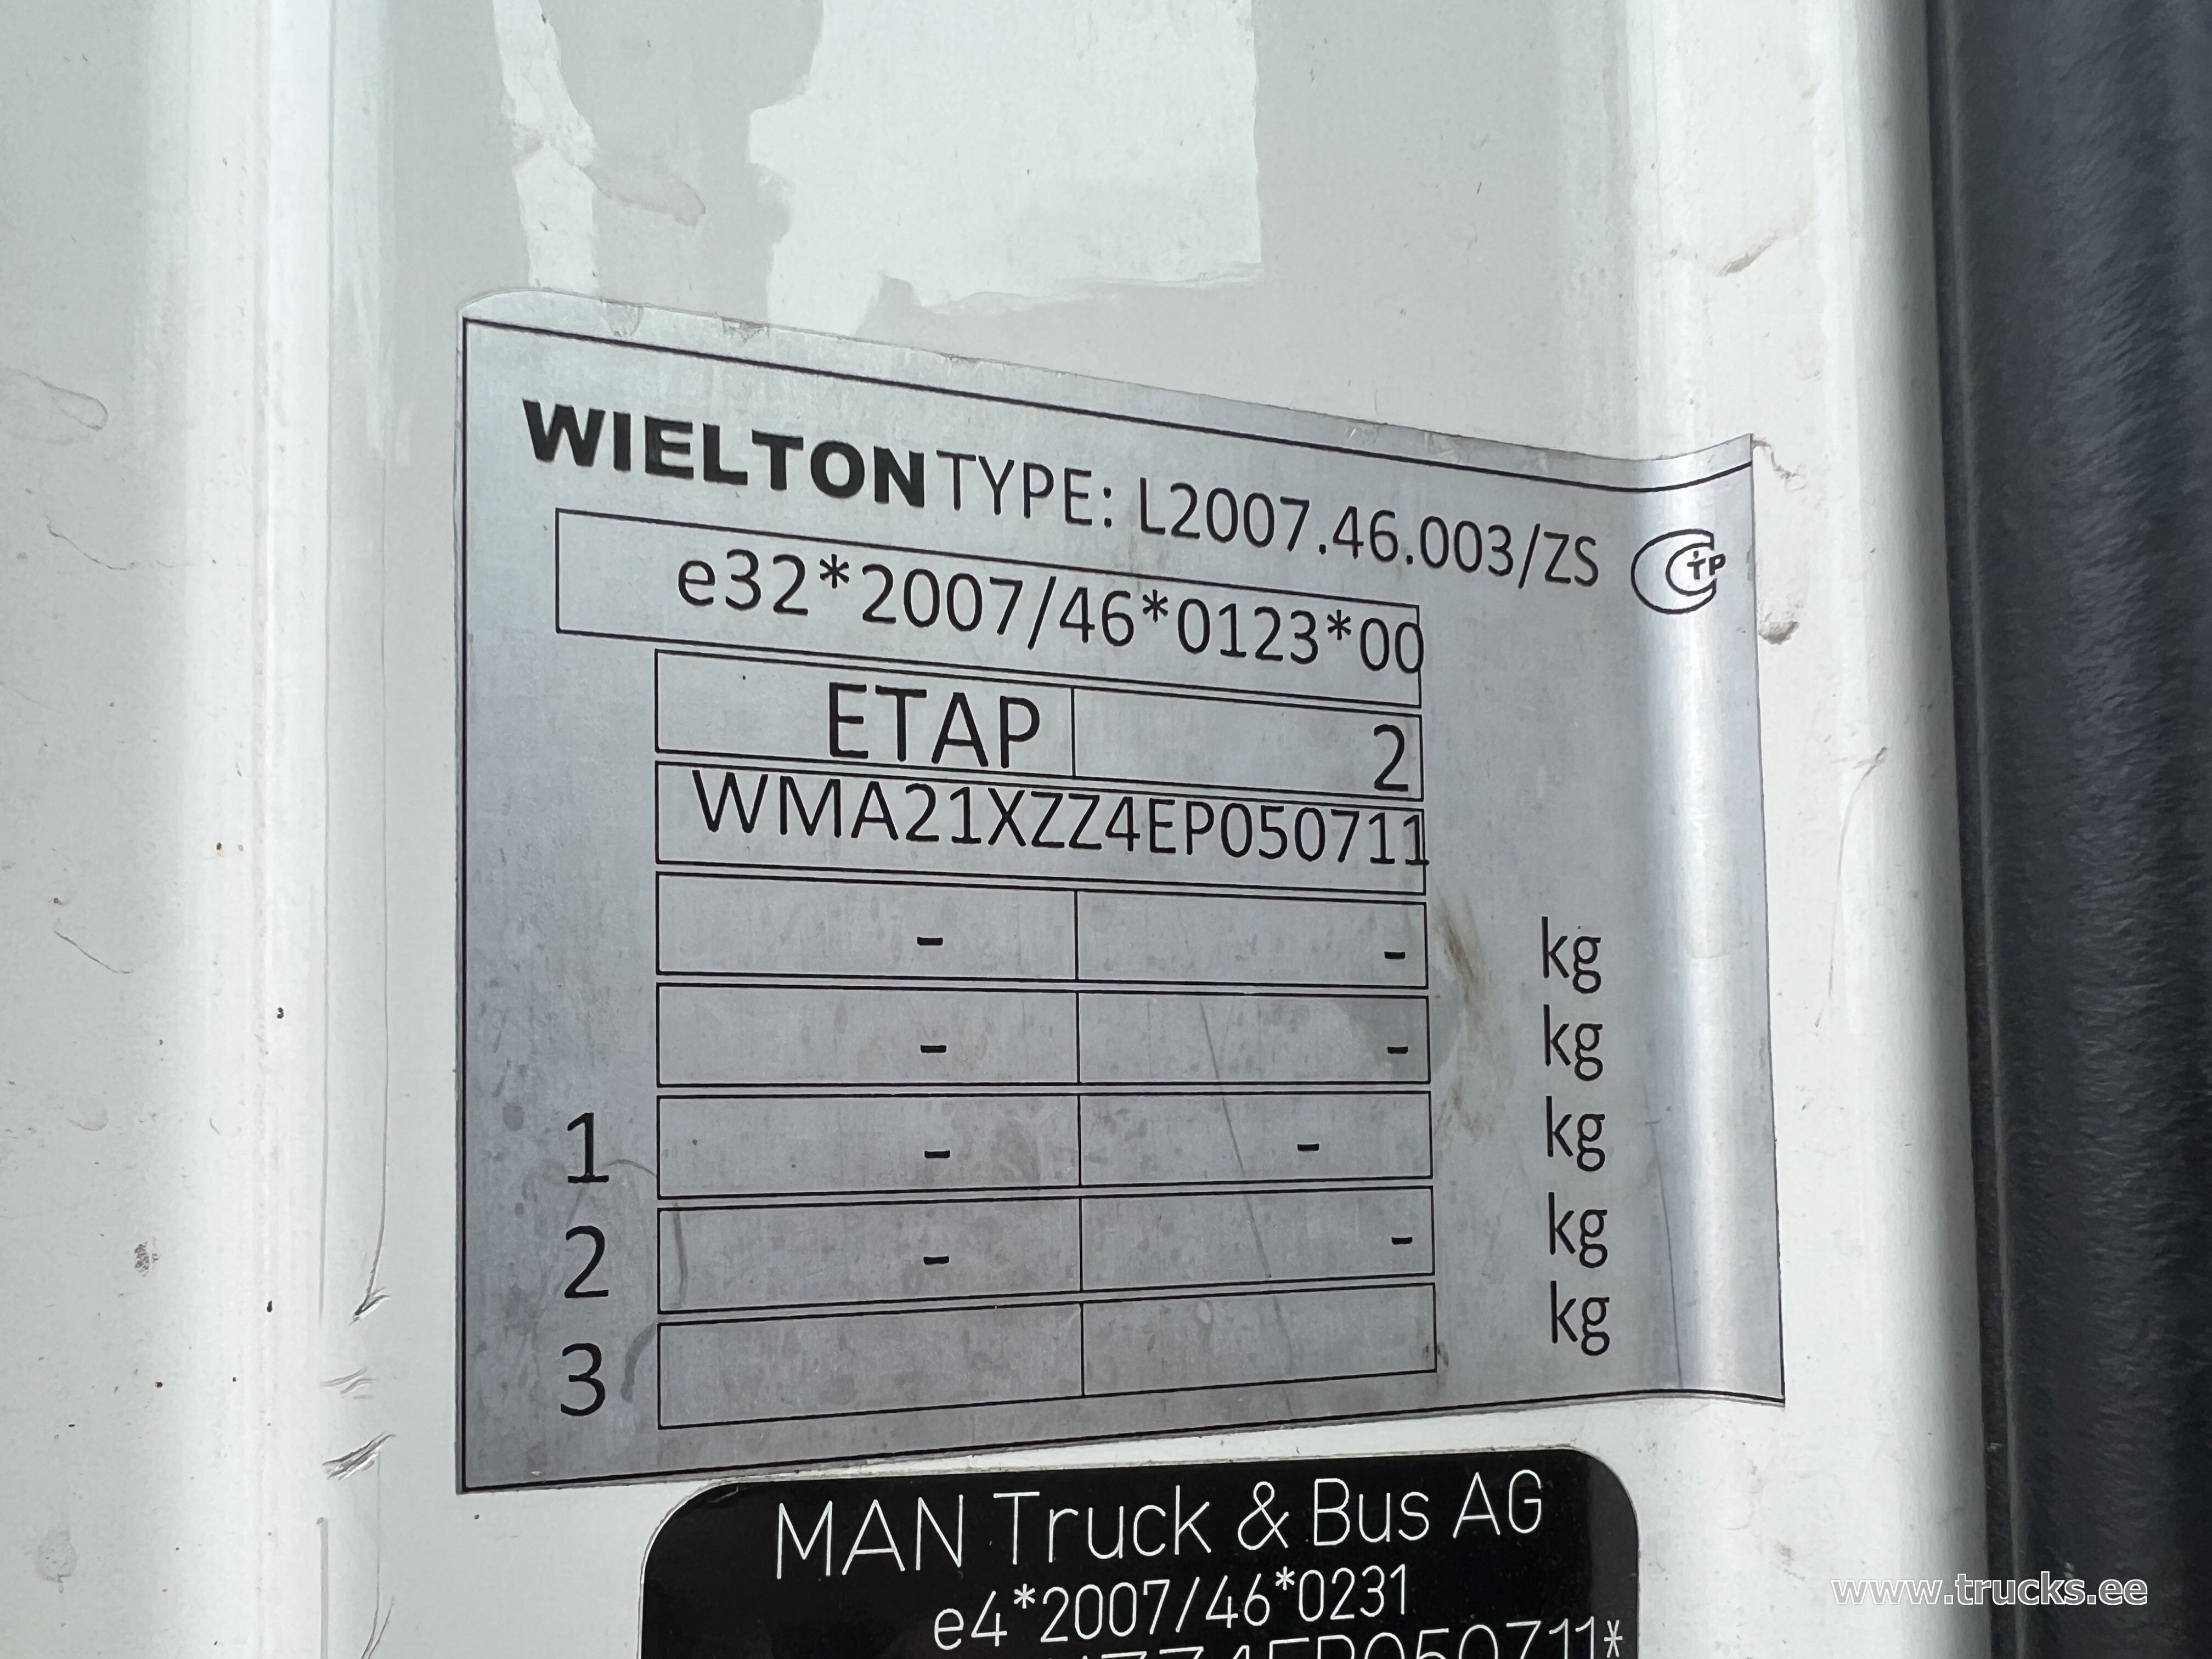 WIELTON TYPE: L2007.46.003/ZS
e32*2007/46*0123*00
ETAP 2
WMA21XZZ4EP050711
- - kg
- - kg
1 - - kg
2 - - kg
3 kg
MAN Truck & Bus AG
e4*2007/46*0231
ZZ4EP050711*
www.trucks.ee